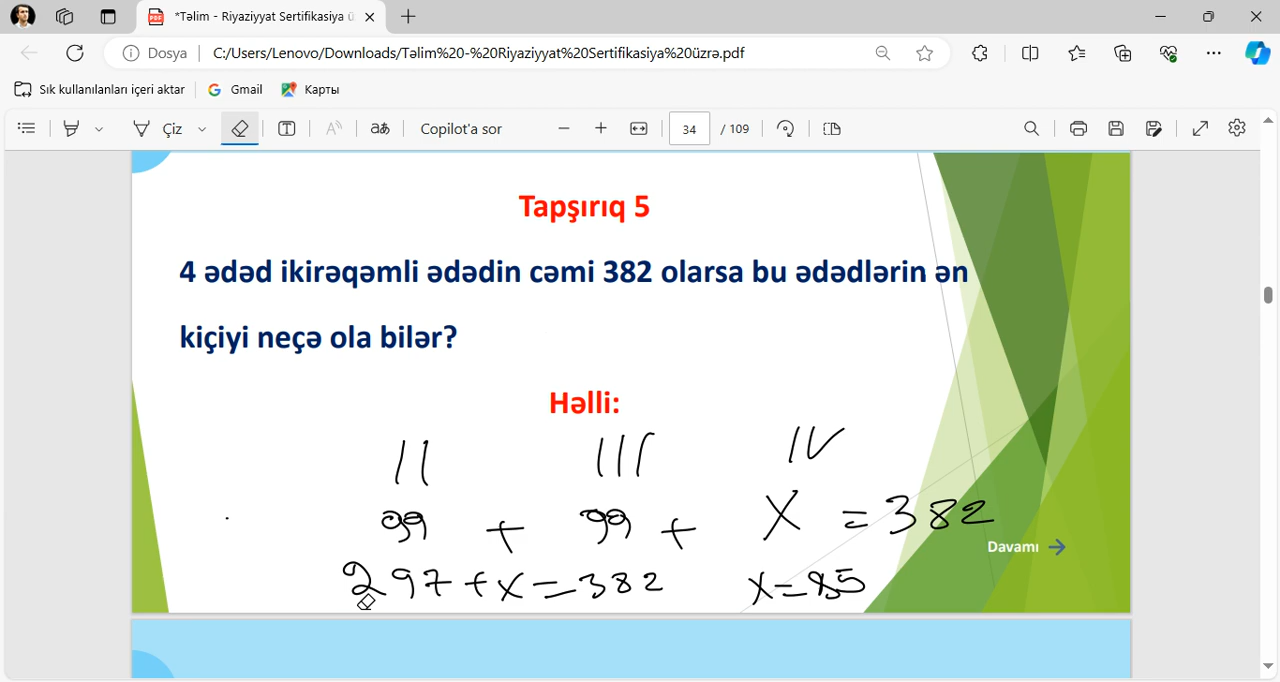 *Təlim - Riyaziyyat Sertifikasiya ü
Dosya C:/Users/Lenovo/Downloads/Təlim%20-%20Riyaziyyat%20Sertifikasiya%20üzrə.pdf
Sık kullanılanları içeri aktar Gmail Карты
Çiz aあ Copilot'a sor 34 / 109
Tapşırıq 5
4 ədəd ikirəqəmli ədədin cəmi 382 olarsa bu ədədlərin ən
kiçiyi neçə ola bilər?
Həlli:
II III IV
99 + 99 + X = 382
Davamı
297+x=382 x=85